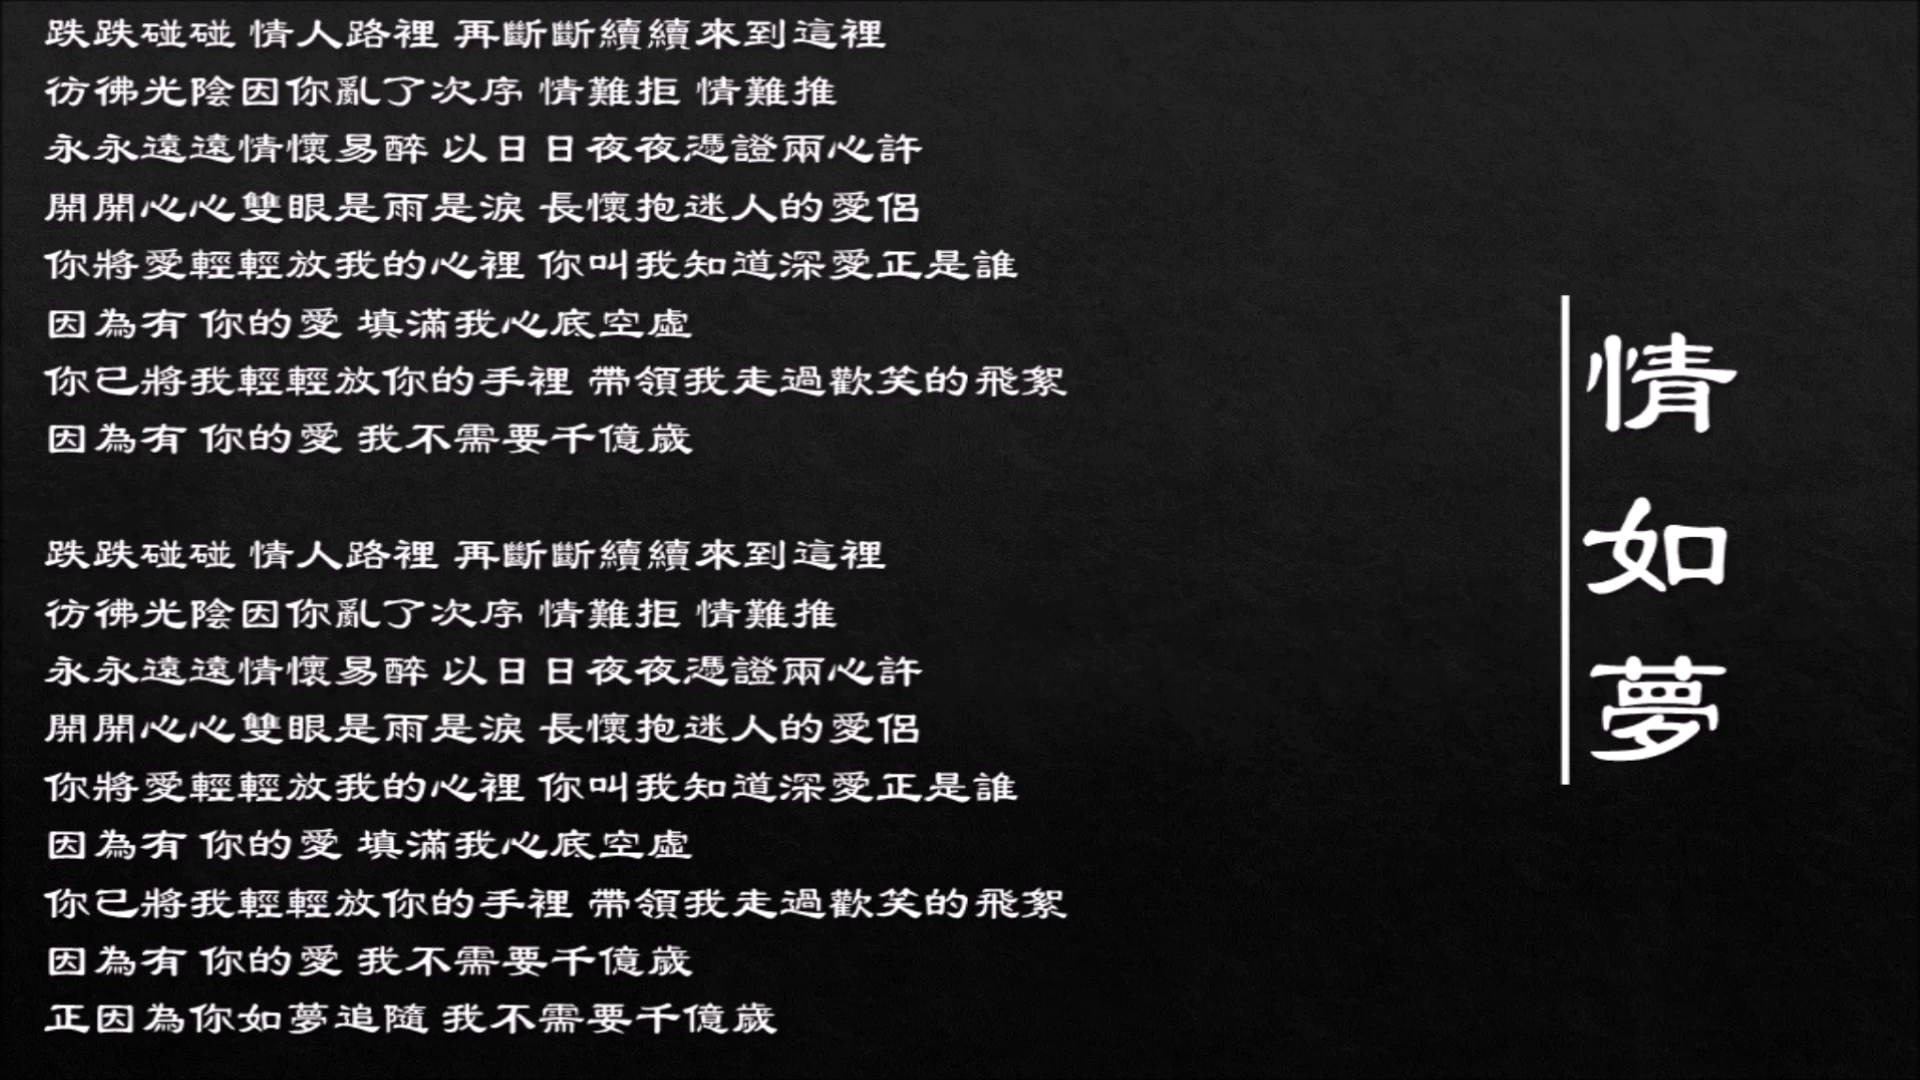 跌跌碰碰 情人路裡 再斷斷續續來到這裡
彷彿光陰因你亂了次序 情難拒 情難推
永永遠遠情懷易醉 以日日夜夜憑證兩心許
開開心心雙眼是雨是淚 長懷抱迷人的愛侶
你將愛輕輕放我的心裡 你叫我知道深愛正是誰
因為有 你的愛 填滿我心底空虛
你已將我輕輕放你的手裡 帶領我走過歡笑的飛絮
因為有 你的愛 我不需要千億歲
跌跌碰碰 情人路裡 再斷斷續續來到這裡
彷彿光陰因你亂了次序 情難拒 情難推
永永遠遠情懷易醉 以日日夜夜憑證兩心許
開開心心雙眼是雨是淚 長懷抱迷人的愛侶
你將愛輕輕放我的心裡 你叫我知道深愛正是誰
因為有 你的愛 填滿我心底空虛
你已將我輕輕放你的手裡 帶領我走過歡笑的飛絮
因為有 你的愛 我不需要千億歲
正因為你如夢追隨 我不需要千億歲
情如夢